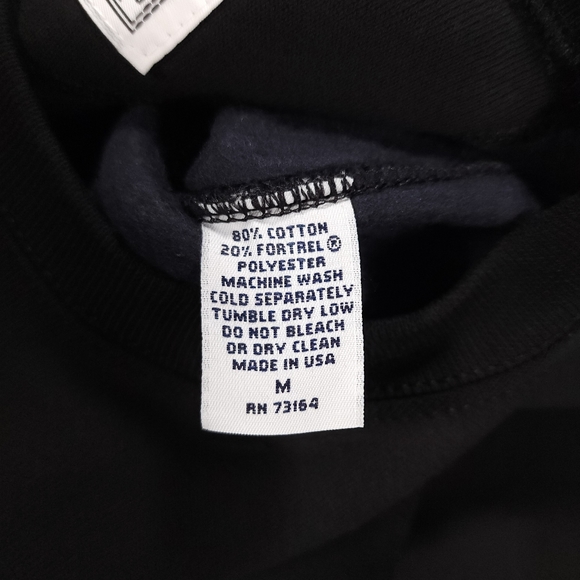 80% COTTON
20% FORTREL®
POLYESTER
MACHINE WASH
COLD SEPARATELY
TUMBLE DRY LOW
DO NOT BLEACH
OR DRY CLEAN
MADE IN USA
M
RN 73164